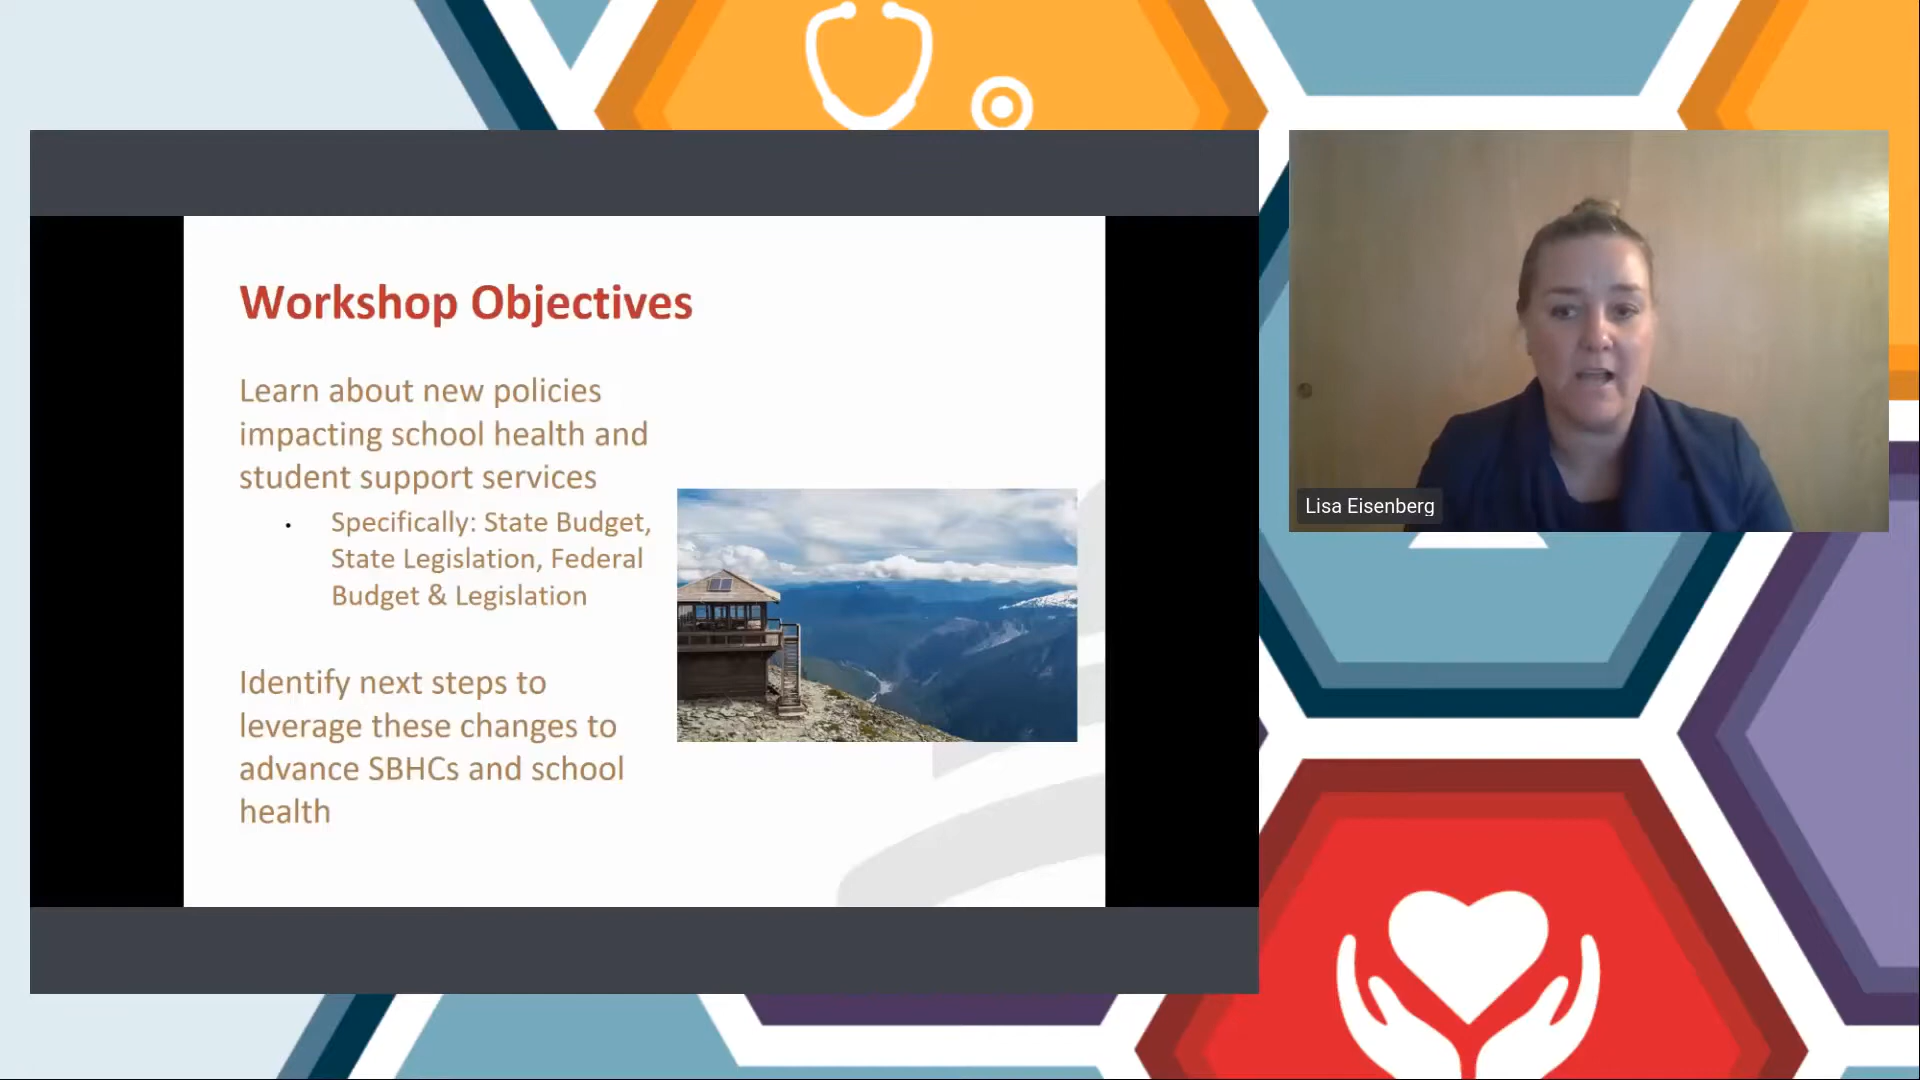 Workshop Objectives
Learn about new policies
impacting school health and
student support services
• Specifically: State Budget,
State Legislation, Federal
Budget & Legislation
Identify next steps to
leverage these changes to
advance SBHCs and school
health
Lisa Eisenberg